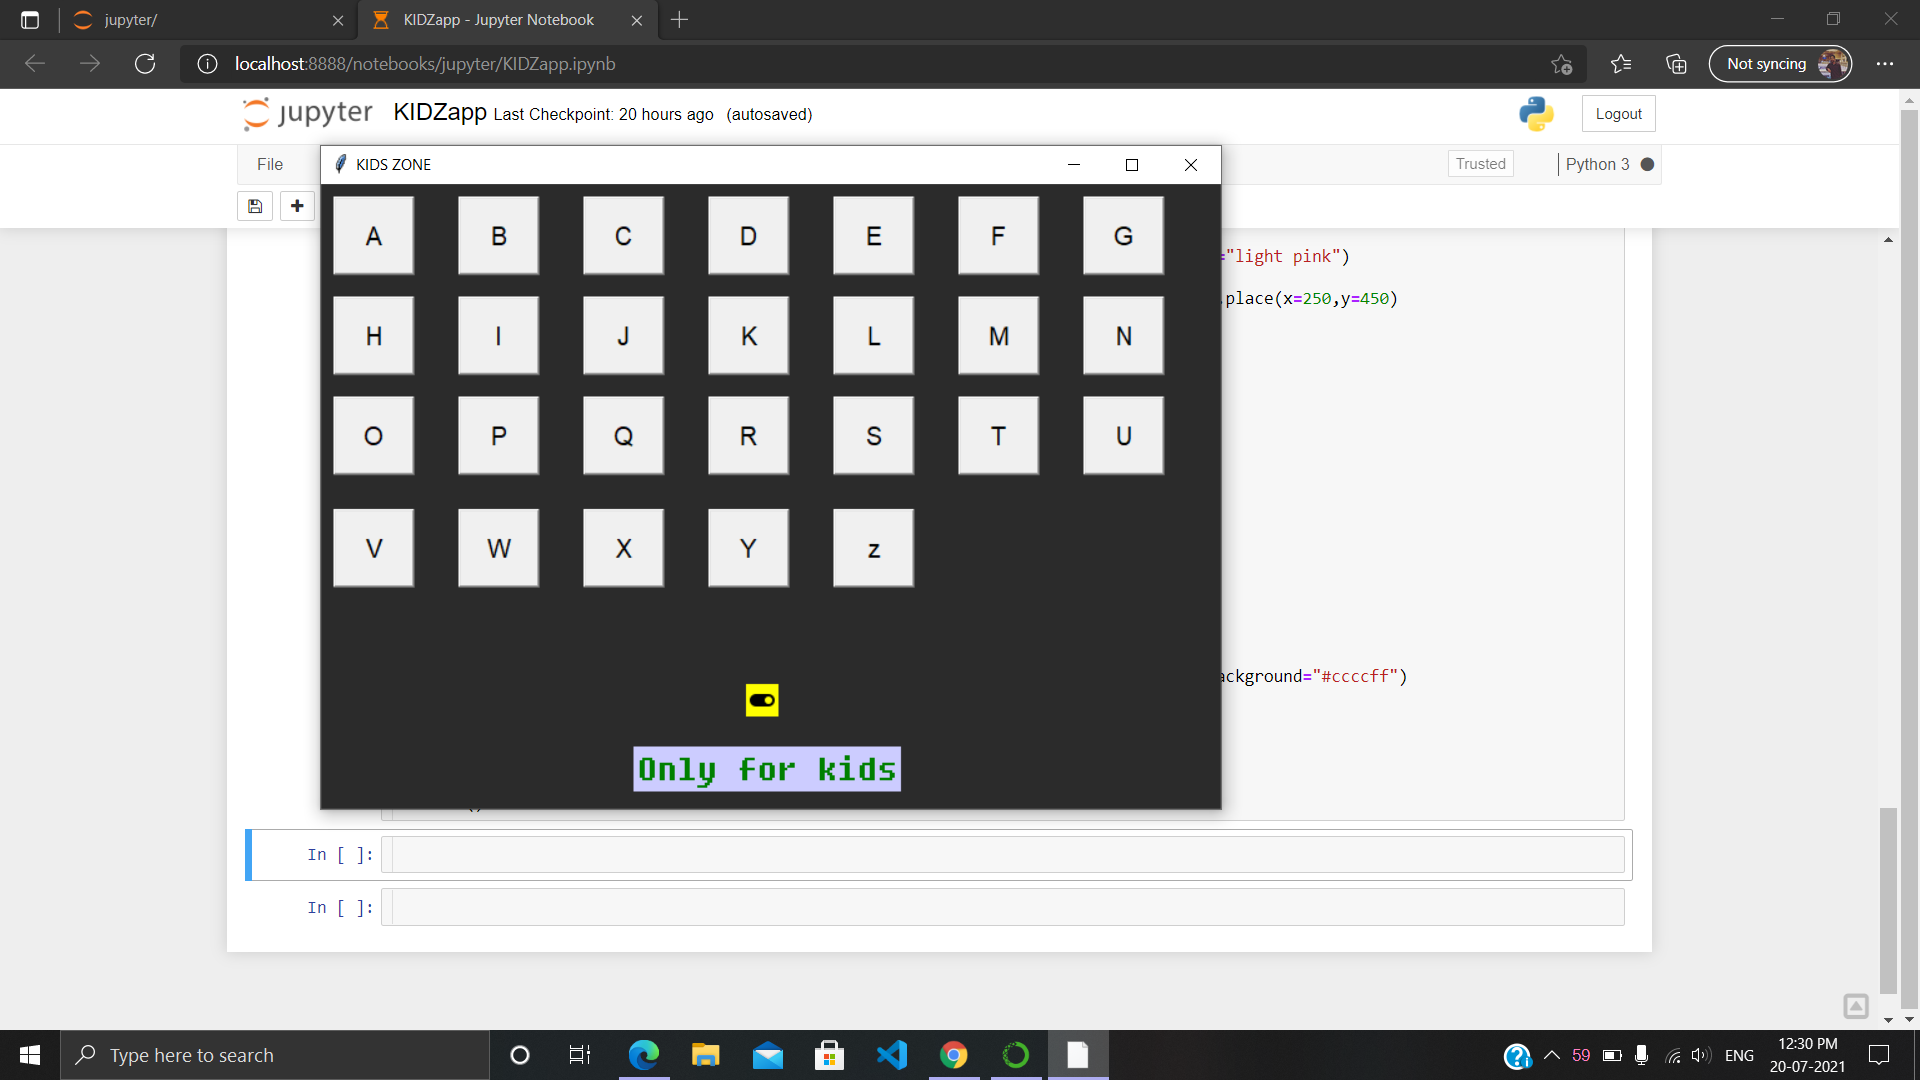 jupyter/
KIDZapp - Jupyter Notebook
localhost:8888/notebooks/jupyter/KIDZapp.ipynb
Not syncing
jupyter KIDZapp Last Checkpoint: 20 hours ago (autosaved)
Logout
File
Trusted
Python 3
KIDS ZONE
A B C D E F G
="light pink")
.place(x=250,y=450)
H I J K L M N
O P Q R S T U
V W X Y z
ackground="#ccccff")
Only for kids
In [ ]:
In [ ]:
Type here to search
59
ENG
12:30 PM
20-07-2021